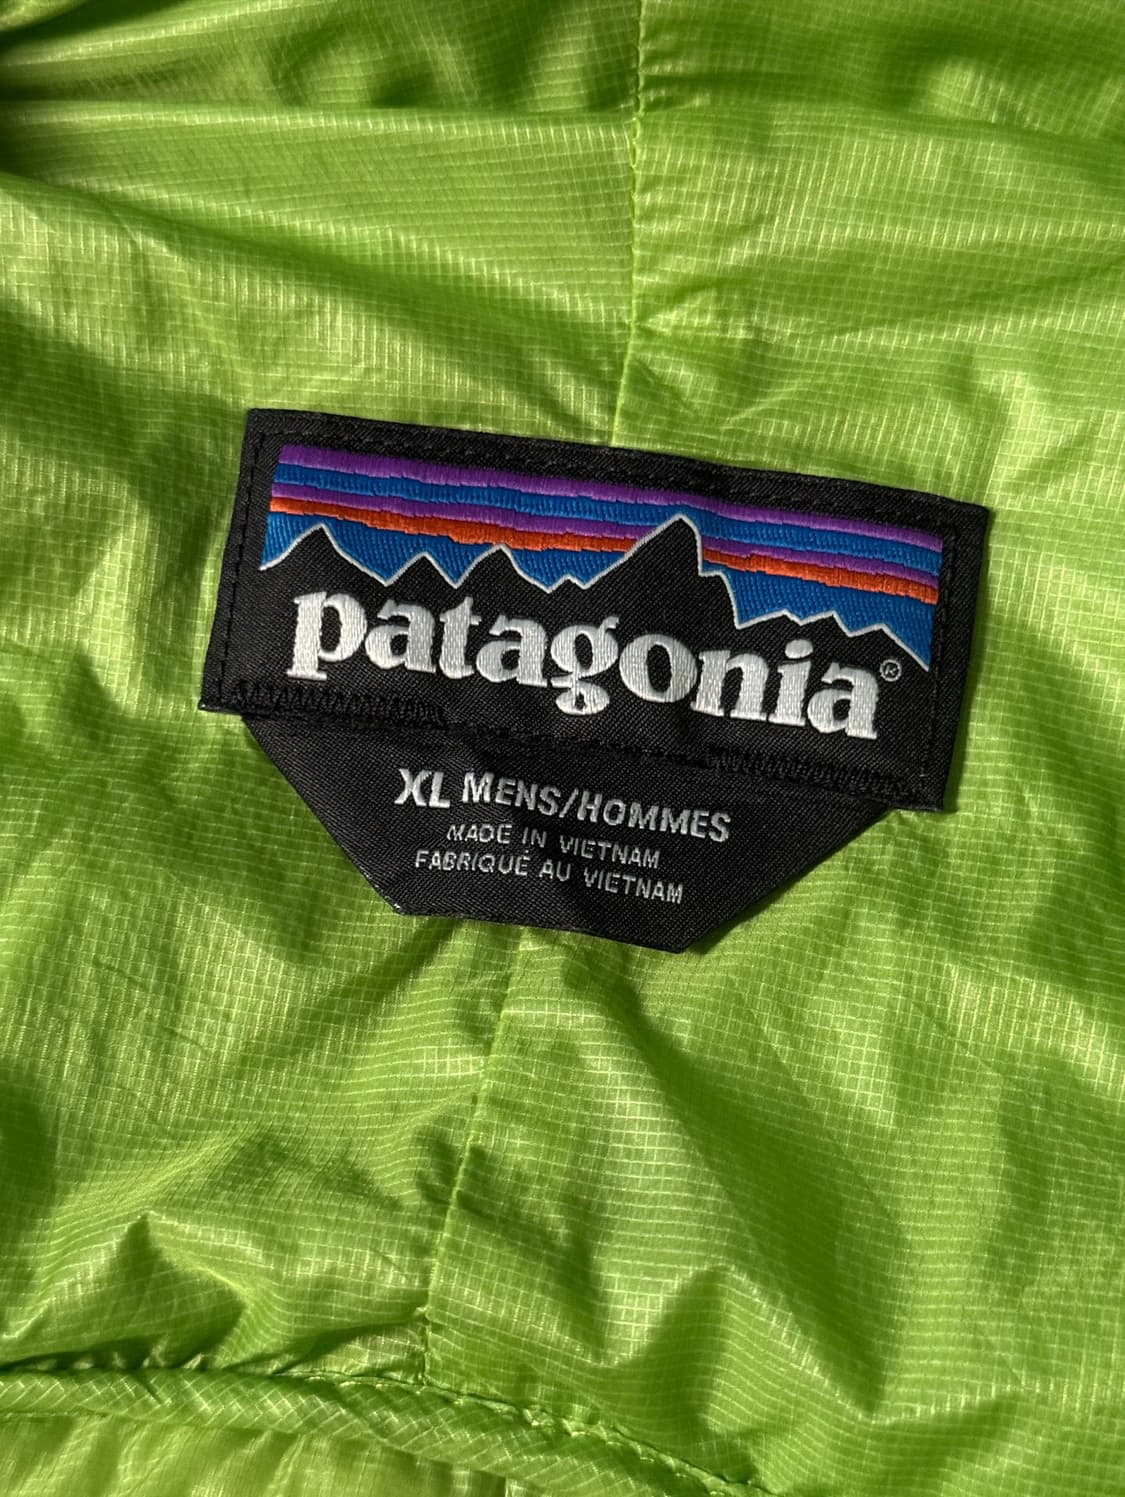 patagonia®
XL MENS/HOMMES
MADE IN VIETNAM
FABRIQUÉ AU VIETNAM